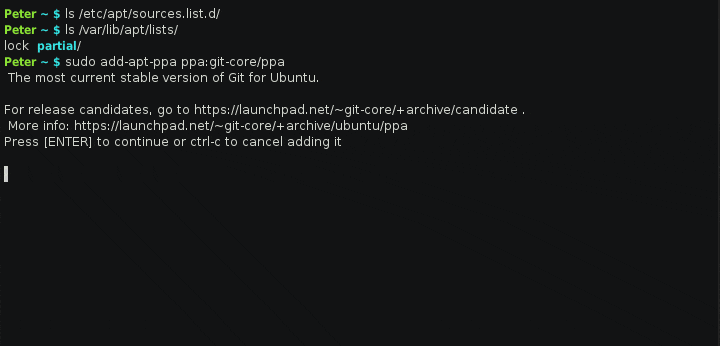 Peter ~ $ ls /etc/apt/sources.list.d/
Peter ~ $ ls /var/lib/apt/lists/
lock  partial/
Peter ~ $ sudo add-apt-ppa ppa:git-core/ppa
 The most current stable version of Git for Ubuntu.

For release candidates, go to https://launchpad.net/~git-core/+archive/candidate .
 More info: https://launchpad.net/~git-core/+archive/ubuntu/ppa
Press [ENTER] to continue or ctrl-c to cancel adding it